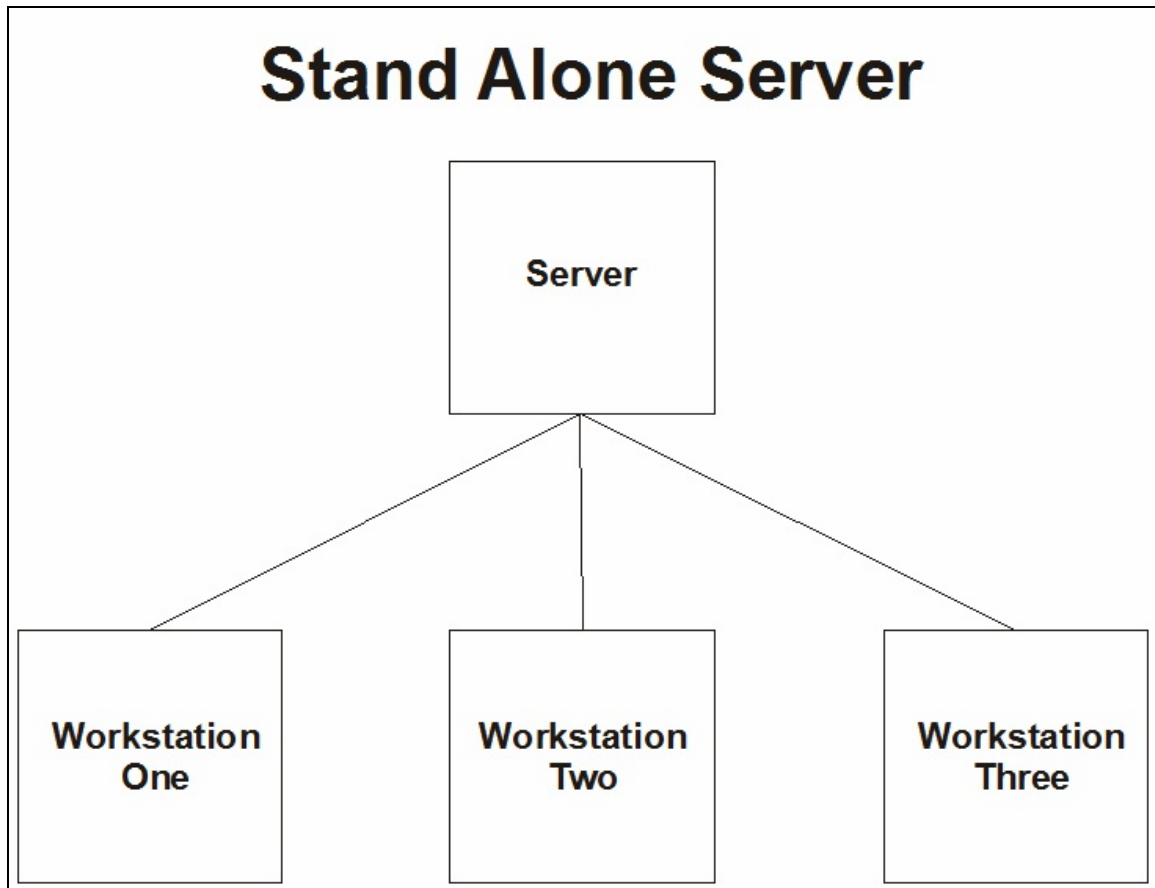 Stand Alone Server
Server
Workstation
One
Workstation
Two
Workstation
Three